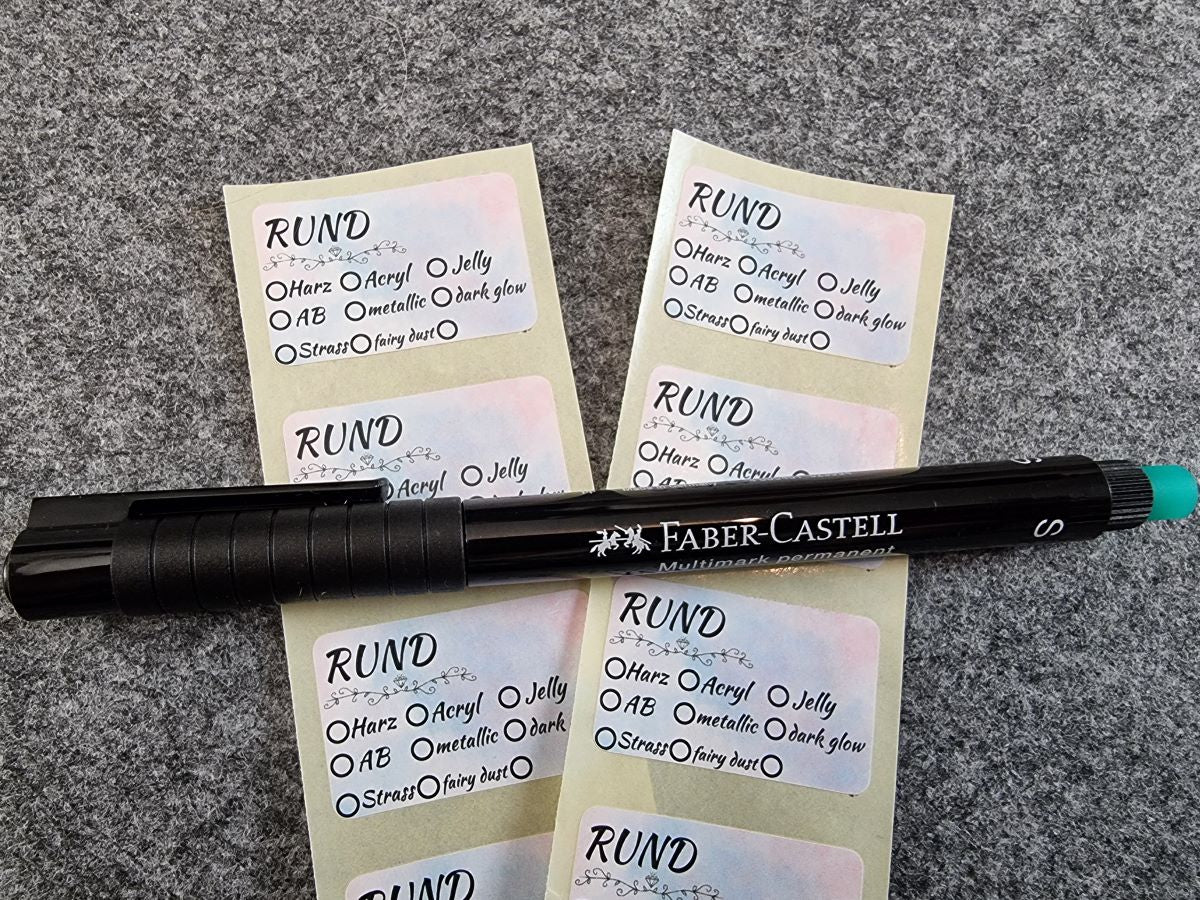 RUND
Harz Acryl Jelly
AB metallic dark glow
Strass fairy dust
RUND
Harz Acryl Jelly
AB metallic dark glow
Strass fairy dust
RUND
Acryl Jelly
RUND
Harz Acryl
AB
FABER-CASTELL
Multimark permanent
S
RUND
Harz Acryl Jelly
AB metallic dark
Strass fairy dust
RUND
Harz Acryl Jelly
AB metallic dark glow
Strass fairy dust
RUND
RUND